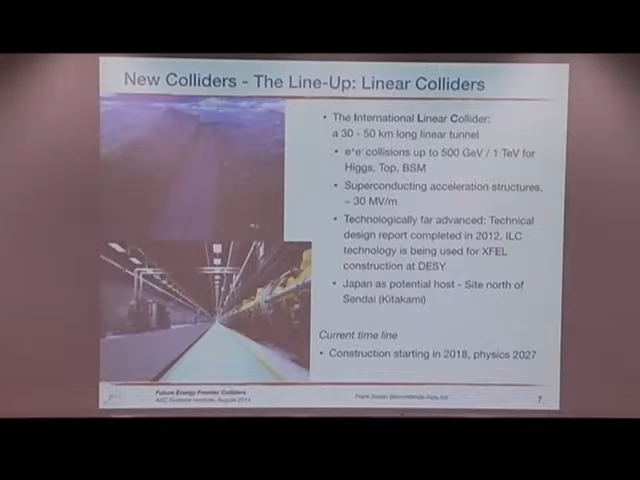 New Colliders - The Line-Up: Linear Colliders
• The International Linear Collider:
a 30 - 50 km long linear tunnel
• e⁺e⁻ collisions up to 500 GeV / 1 TeV for
Higgs, Top, BSM
• Superconducting acceleration structures,
~ 30 MV/m
• Technologically far advanced: Technical
design report completed in 2012, ILC
technology is being used for XFEL
construction at DESY
• Japan as potential host - Site north of
Sendai (Kitakami)
Current time line
• Construction starting in 2018, physics 2027
Future Energy Frontier Colliders
Institute, August 2014
7